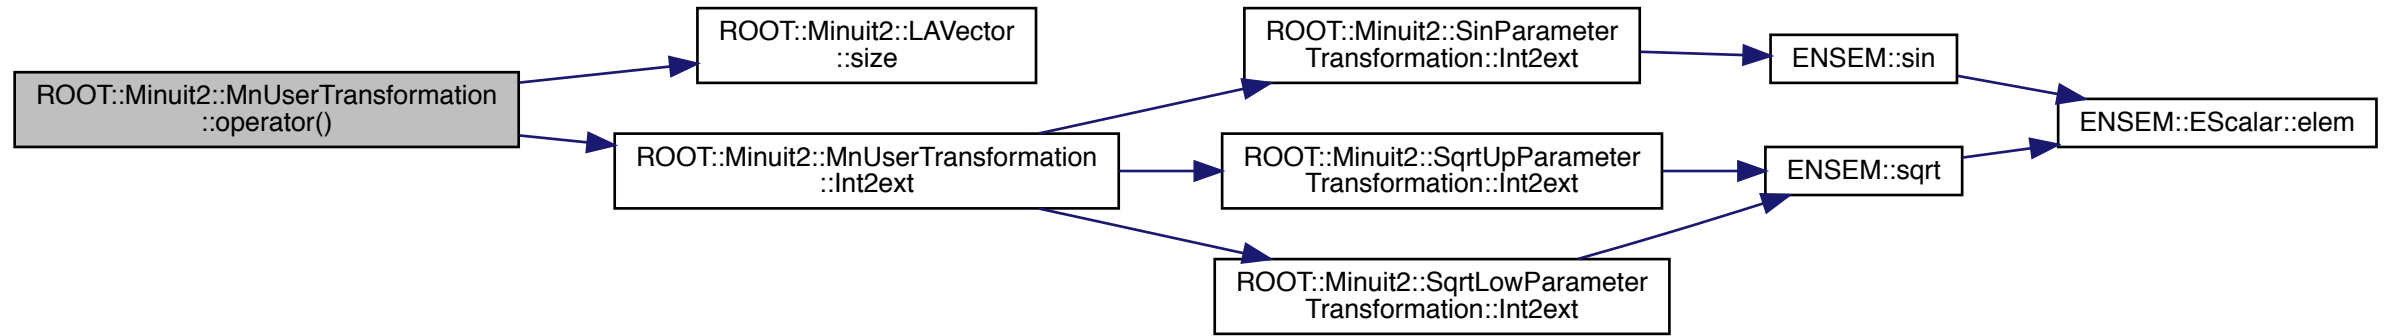 ROOT::Minuit2::MnUserTransformation
::operator()
ROOT::Minuit2::LAVector
::size
ROOT::Minuit2::MnUserTransformation
::Int2ext
ROOT::Minuit2::SinParameter
Transformation::Int2ext
ROOT::Minuit2::SqrtUpParameter
Transformation::Int2ext
ROOT::Minuit2::SqrtLowParameter
Transformation::Int2ext
ENSEM::sin
ENSEM::sqrt
ENSEM::EScalar::elem